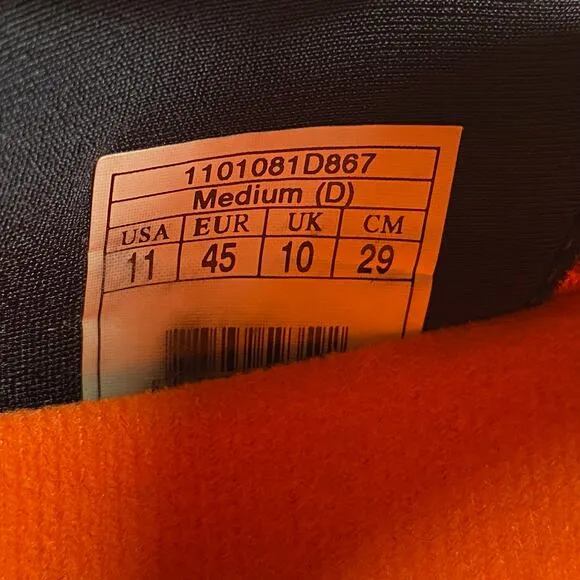 1101081D867
Medium (D)
USA EUR UK CM
11 45 10 29